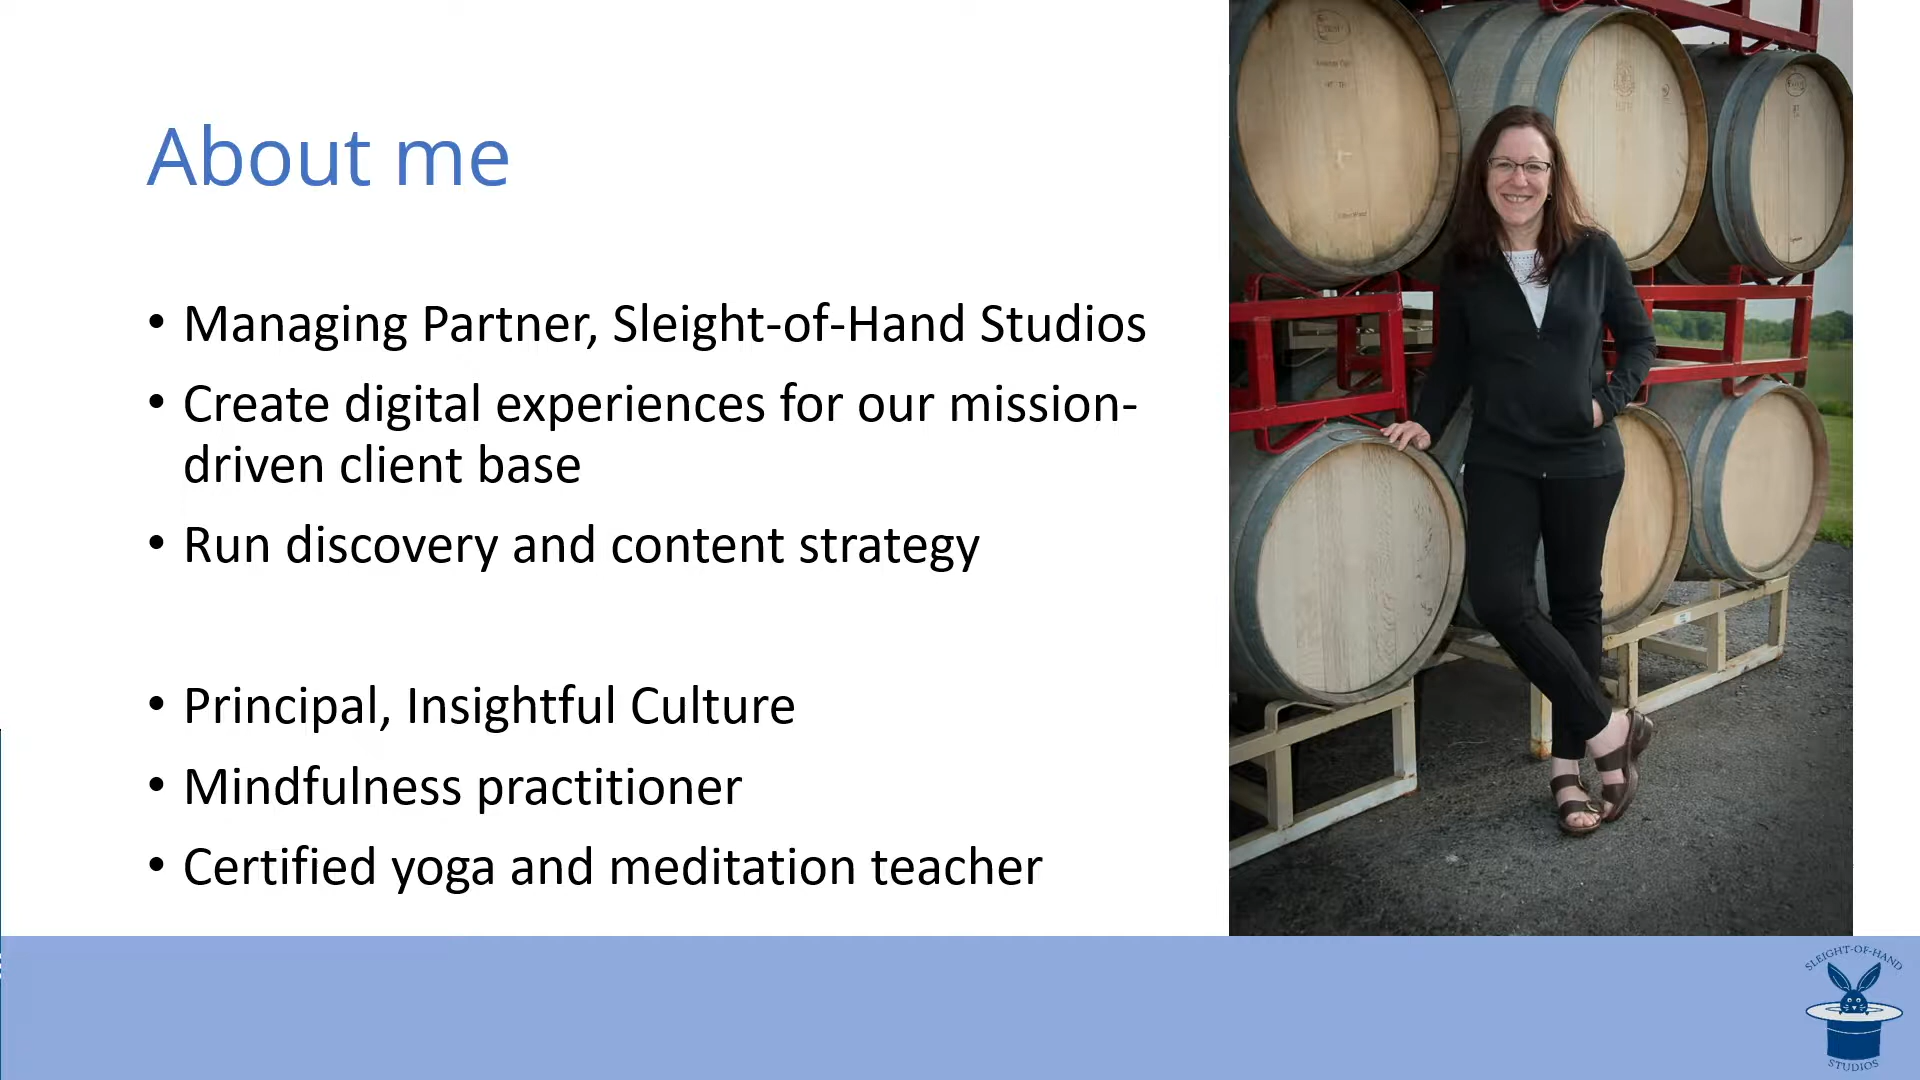 About me
• Managing Partner, Sleight-of-Hand Studios
• Create digital experiences for our mission-
driven client base
• Run discovery and content strategy
• Principal, Insightful Culture
• Mindfulness practitioner
• Certified yoga and meditation teacher
SLEIGHT-OF-HAND
STUDIOS